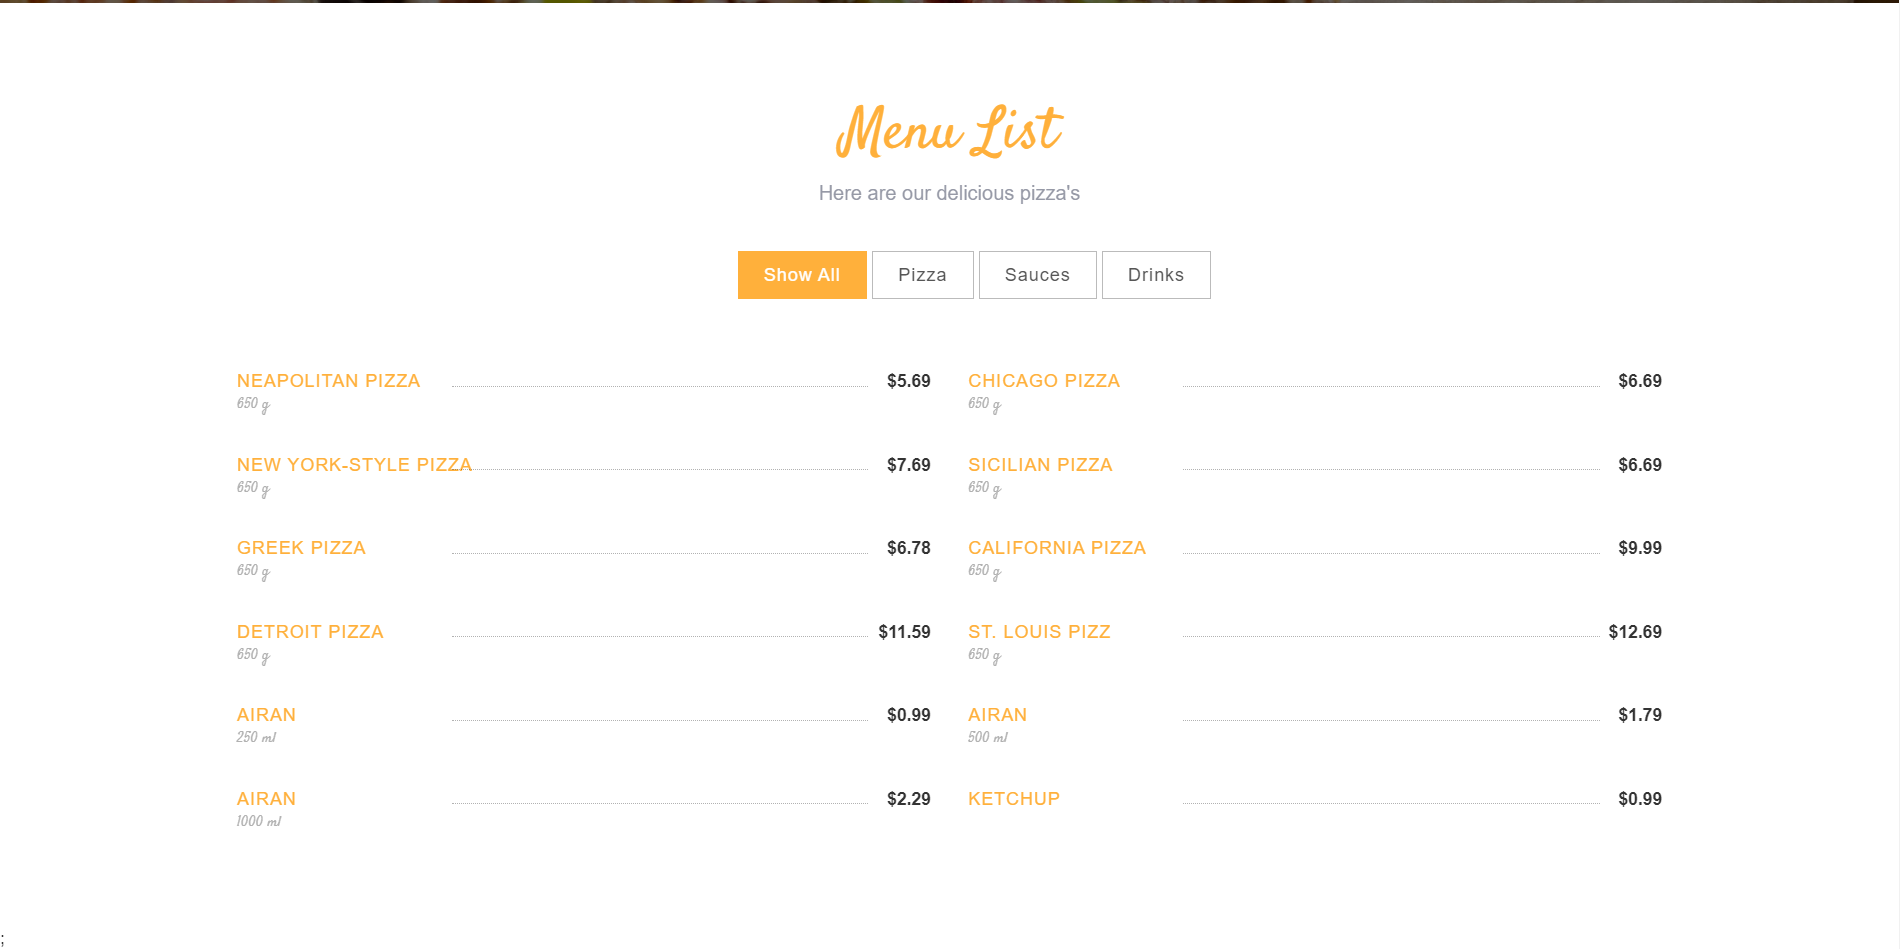 Menu List
Here are our delicious pizza's
Show All Pizza Sauces Drinks
NEAPOLITAN PIZZA $5.69 CHICAGO PIZZA $6.69
650 g 650 g
NEW YORK-STYLE PIZZA $7.69 SICILIAN PIZZA $6.69
650 g 650 g
GREEK PIZZA $6.78 CALIFORNIA PIZZA $9.99
650 g 650 g
DETROIT PIZZA $11.59 ST. LOUIS PIZZ $12.69
650 g 650 g
AIRAN $0.99 AIRAN $1.79
250 ml 500 ml
AIRAN $2.29 KETCHUP $0.99
1000 ml
;